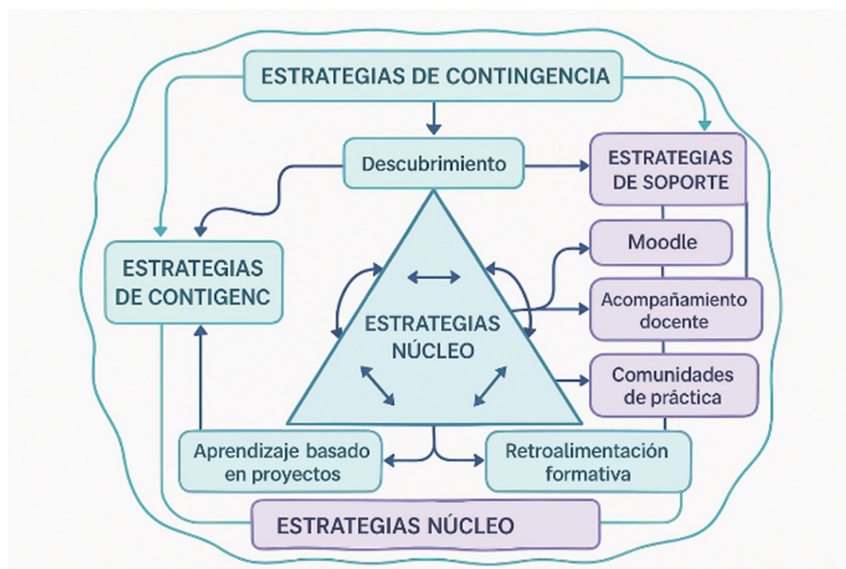 ESTRATEGIAS DE CONTINGENCIA
Descubrimiento
ESTRATEGIAS
DE SOPORTE
Moodle
ESTRATEGIAS
DE CONTIGENC
Acompañamiento
docente
ESTRATEGIAS
NÚCLEO
Comunidades
de práctica
Aprendizaje basado
en proyectos
Retroalimentación
formativa
ESTRATEGIAS NÚCLEO